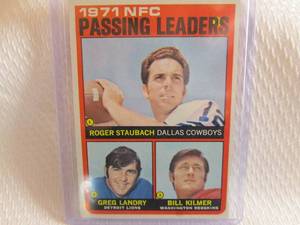 1971 NFC
PASSING LEADERS
ROGER STAUBACH DALLAS COWBOYS
GREG LANDRY
DETROIT LIONS
BILL KILMER
WASHINGTON REDSKINS